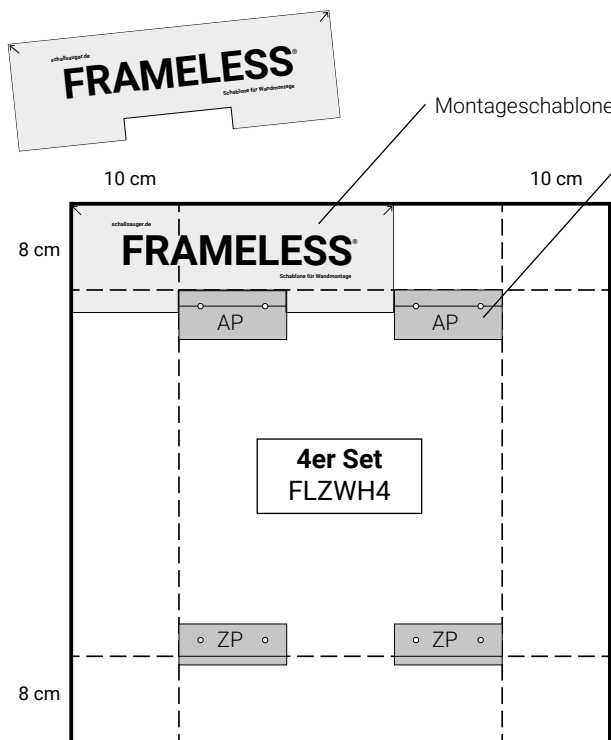 schallsauger.de
FRAMELESS®
Schablone für Wandmontage
Montageschablone
10 cm
10 cm
8 cm
schallsauger.de
FRAMELESS®
Schablone für Wandmontage
AP
AP
4er Set
FLZWH4
ZP
ZP
8 cm